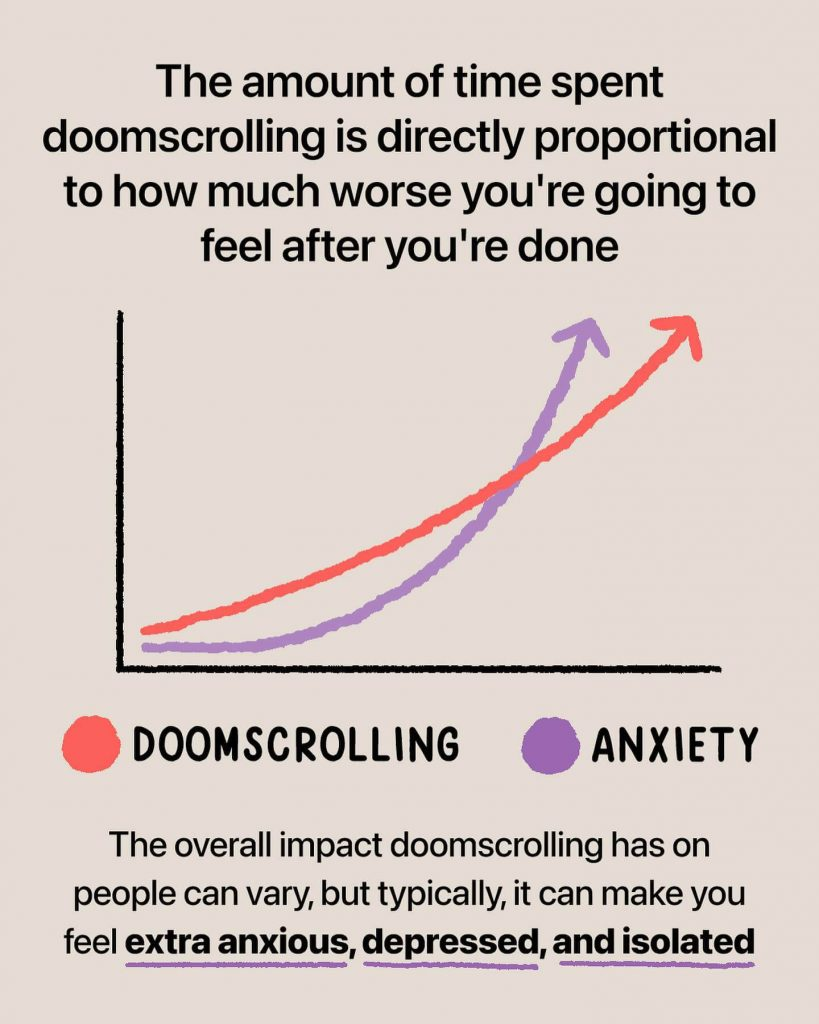 The amount of time spent
doomscrolling is directly proportional
to how much worse you're going to
feel after you're done
DOOMSCROLLING
ANXIETY
The overall impact doomscrolling has on
people can vary, but typically, it can make you
feel extra anxious, depressed, and isolated